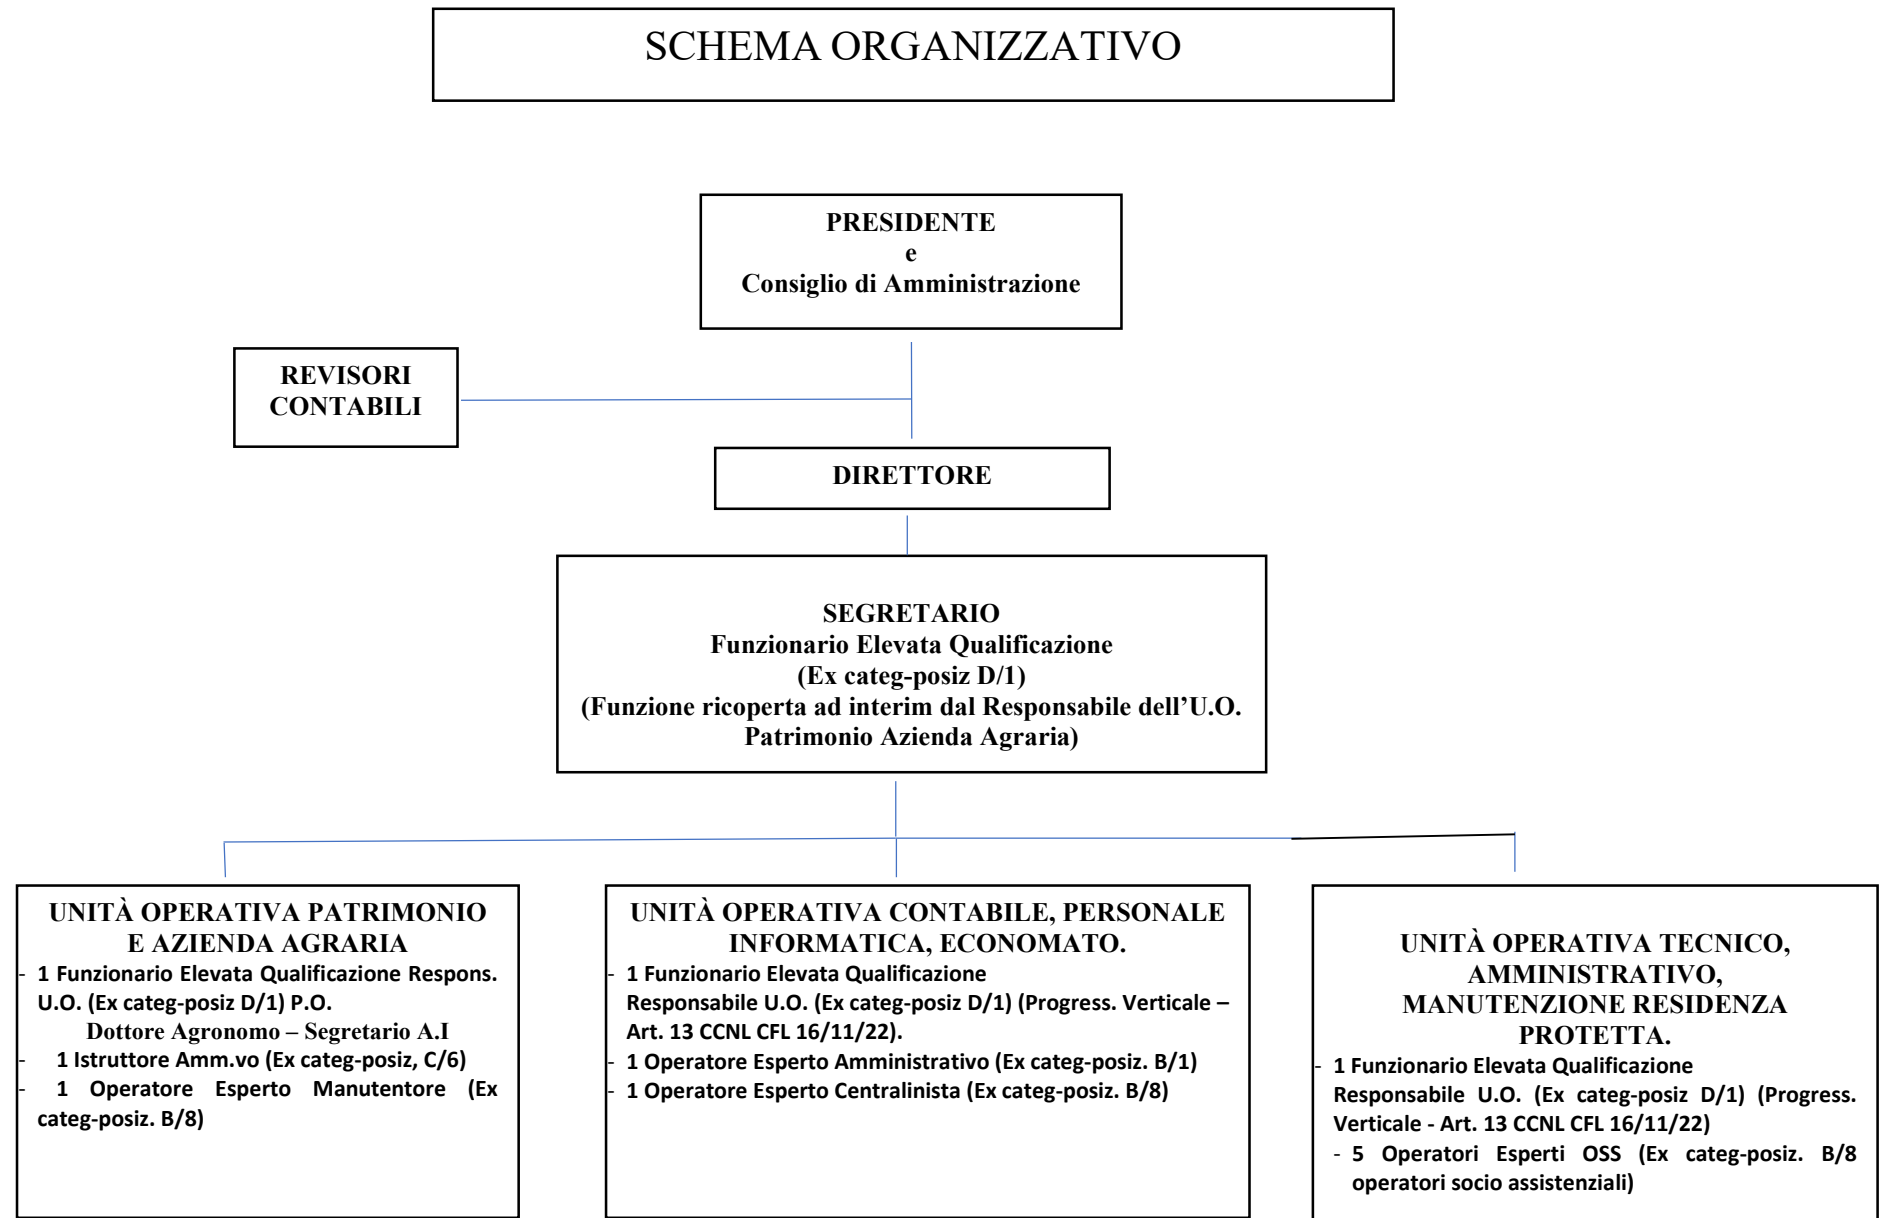 SCHEMA ORGANIZZATIVO
PRESIDENTE
e
Consiglio di Amministrazione
REVISORI
CONTABILI
DIRETTORE
SEGRETARIO
Funzionario Elevata Qualificazione
(Ex categ-posiz D/1)
(Funzione ricoperta ad interim dal Responsabile dell’U.O.
Patrimonio Azienda Agraria)
UNITÀ OPERATIVA PATRIMONIO
E AZIENDA AGRARIA
- 1 Funzionario Elevata Qualificazione Respons.
U.O. (Ex categ-posiz D/1) P.O.
Dottore Agronomo – Segretario A.I
- 1 Istruttore Amm.vo (Ex categ-posiz, C/6)
- 1 Operatore Esperto Manutentore (Ex
categ-posiz. B/8)
UNITÀ OPERATIVA CONTABILE, PERSONALE
INFORMATICA, ECONOMATO.
- 1 Funzionario Elevata Qualificazione
Responsabile U.O. (Ex categ-posiz D/1) (Progress. Verticale –
Art. 13 CCNL CFL 16/11/22).
- 1 Operatore Esperto Amministrativo (Ex categ-posiz. B/1)
- 1 Operatore Esperto Centralinista (Ex categ-posiz. B/8)
UNITÀ OPERATIVA TECNICO,
AMMINISTRATIVO,
MANUTENZIONE RESIDENZA
PROTETTA.
- 1 Funzionario Elevata Qualificazione
Responsabile U.O. (Ex categ-posiz D/1) (Progress.
Verticale - Art. 13 CCNL CFL 16/11/22)
- 5 Operatori Esperti OSS (Ex categ-posiz. B/8
operatori socio assistenziali)